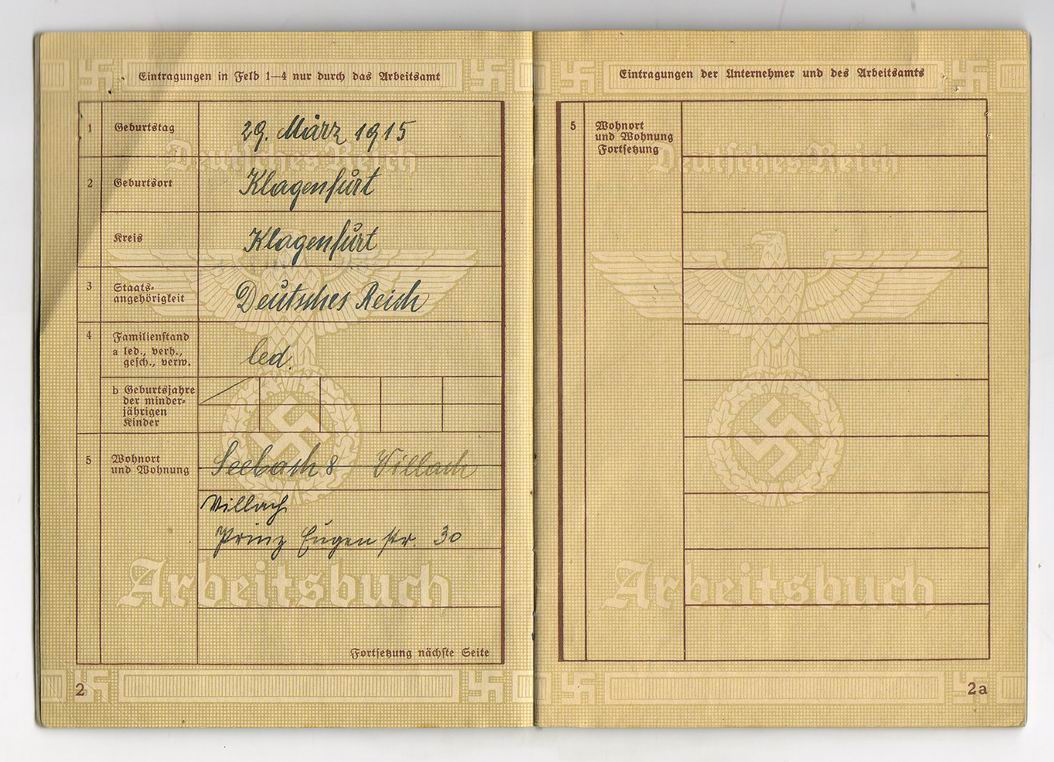 Eintragungen in Feld 1—4 nur durch das Arbeitsamt
1 Geburtstag 29. März 1915
Deutsches Reich
2 Geburtsort Klagenfurt
Kreis Klagenfurt
3 Staats-
angehörigkeit Deutsches Reich
4 Familienstand
a led., verh.,
gesch., verw. led.
b Geburtsjahre
der minder-
jährigen
Kinder
5 Wohnort
und Wohnung Seebach 8 Villach
Villach
Prinz Eugen str. 30
Arbeitsbuch
Fortsetzung nächste Seite
2
Eintragungen der Unternehmer und des Arbeitsamts
5 Wohnort
und Wohnung
Fortsetzung
Deutsches Reich
Arbeitsbuch
2a